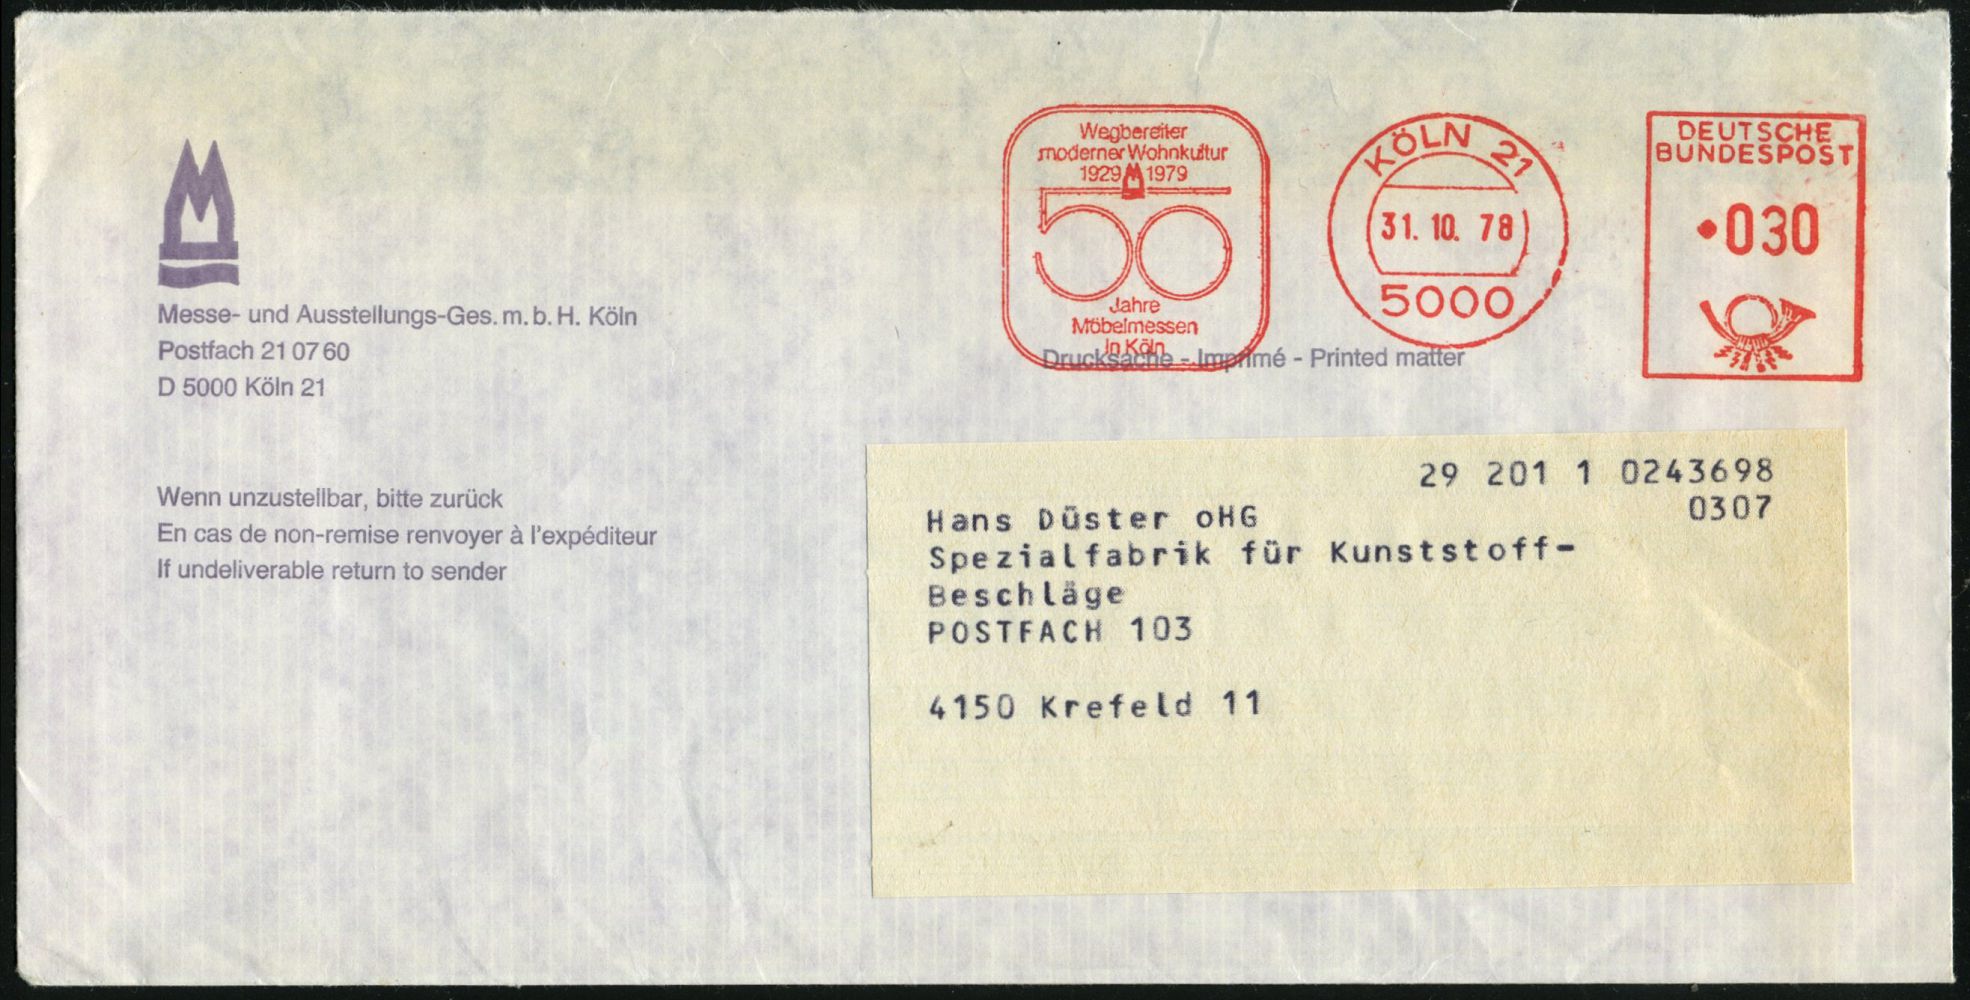 Messe- und Ausstellungs-Ges.m.b.H. Köln
Postfach 21 07 60
D 5000 Köln 21
Wenn unzustellbar, bitte zurück
En cas de non-remise renvoyer à l'expéditeur
If undeliverable return to sender
Wegbereiter
moderner Wohnkultur
1929 1979
50
Jahre
Möbelmessen
in Köln
KÖLN 21
31. 10. 78
5000
DEUTSCHE
BUNDESPOST
030
Drucksache - Imprimé - Printed matter
29 201 1 0243698
0307
Hans Düster oHG
Spezialfabrik für Kunststoff-
Beschläge
POSTFACH 103
4150 Krefeld 11